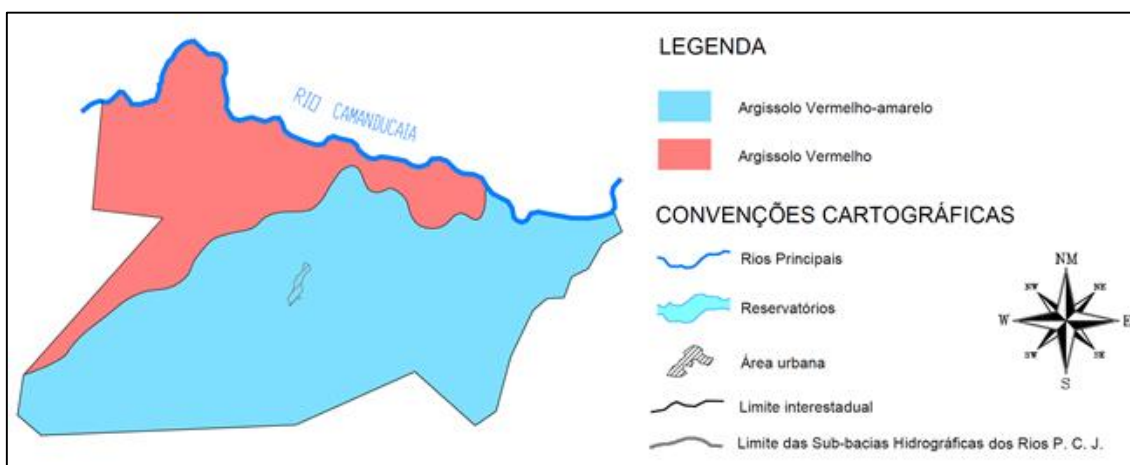 RIO CAMANDUCAIA
LEGENDA
Argissolo Vermelho-amarelo
Argissolo Vermelho
CONVENÇÕES CARTOGRÁFICAS
Rios Principais
Reservatórios
Área urbana
Limite interestadual
Limite das Sub-bacias Hidrográficas dos Rios P. C. J.
NM
NW NE
W E
SW SE
S